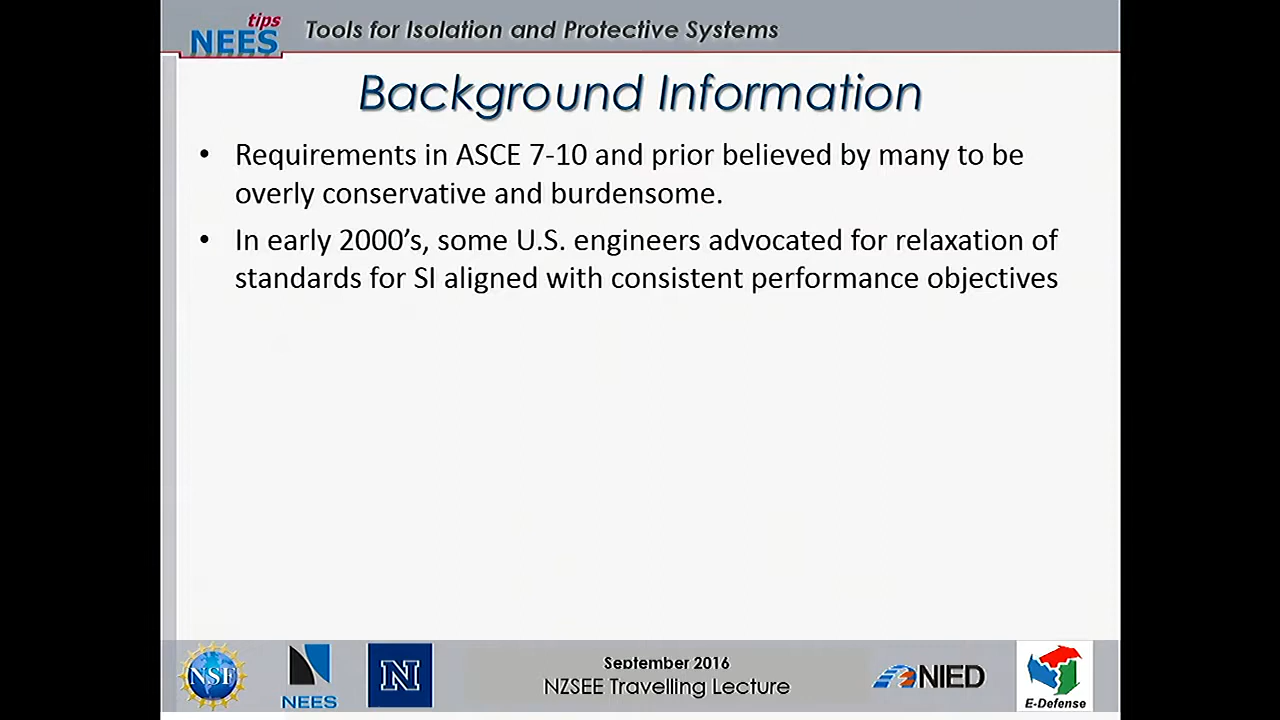 tips
NEES
Tools for Isolation and Protective Systems
Background Information
• Requirements in ASCE 7-10 and prior believed by many to be
overly conservative and burdensome.
• In early 2000's, some U.S. engineers advocated for relaxation of
standards for SI aligned with consistent performance objectives
NSF
NEES
N
September 2016
NZSEE Travelling Lecture
NIED
E-Defense